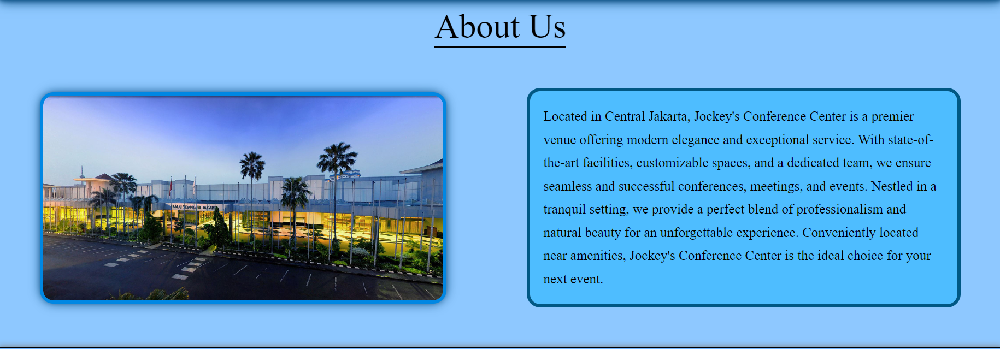 About Us
BALAI SIDANG JAKARTA
Located in Central Jakarta, Jockey's Conference Center is a premier
venue offering modern elegance and exceptional service. With state-of-
the-art facilities, customizable spaces, and a dedicated team, we ensure
seamless and successful conferences, meetings, and events. Nestled in a
tranquil setting, we provide a perfect blend of professionalism and
natural beauty for an unforgettable experience. Conveniently located
near amenities, Jockey's Conference Center is the ideal choice for your
next event.